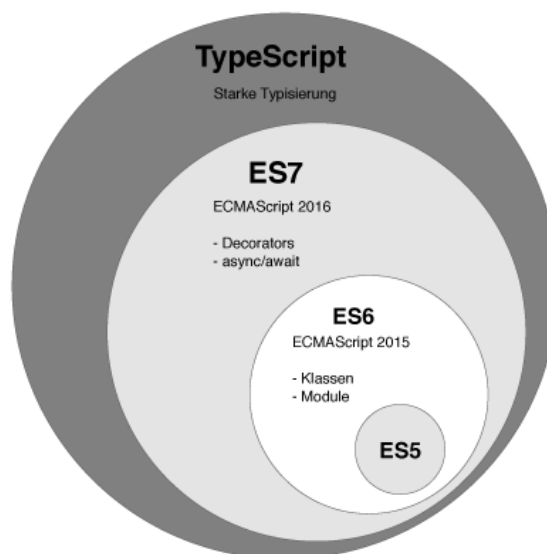 TypeScript
Starke Typisierung
ES7
ECMAScript 2016
- Decorators
- async/await
ES6
ECMAScript 2015
- Klassen
- Module
ES5